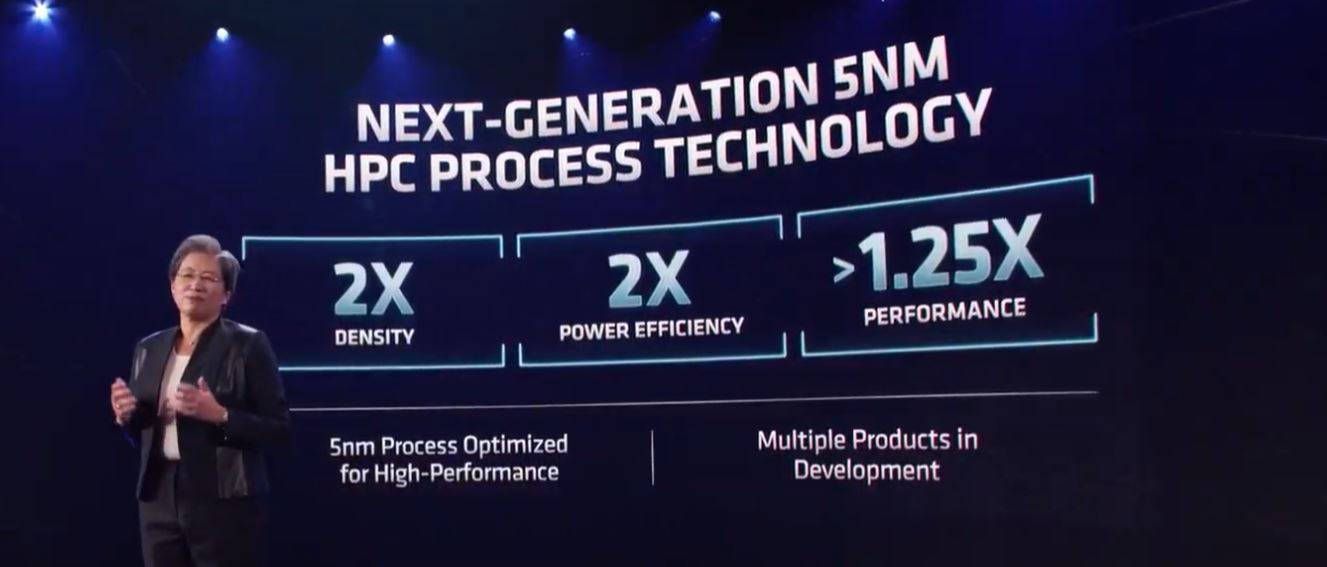 NEXT-GENERATION 5NM
HPC PROCESS TECHNOLOGY
2X
DENSITY
2X
POWER EFFICIENCY
>1.25X
PERFORMANCE
5nm Process Optimized
for High-Performance
Multiple Products in
Development